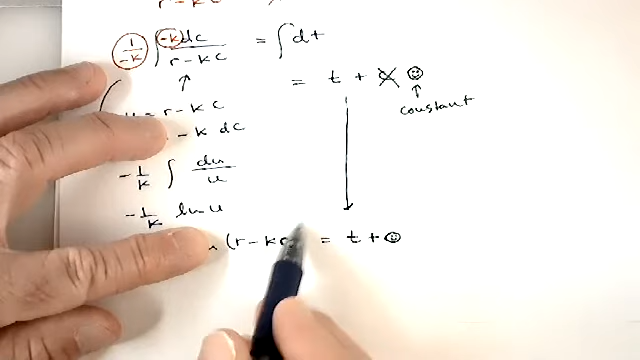 1/-k ∫ -k dc / r - kc = ∫ dt
= t + ☺
↑
constant
u = r - kc
- k dc
-1/k ∫ du/u
-1/k ln u
(r - kc = t + ☺